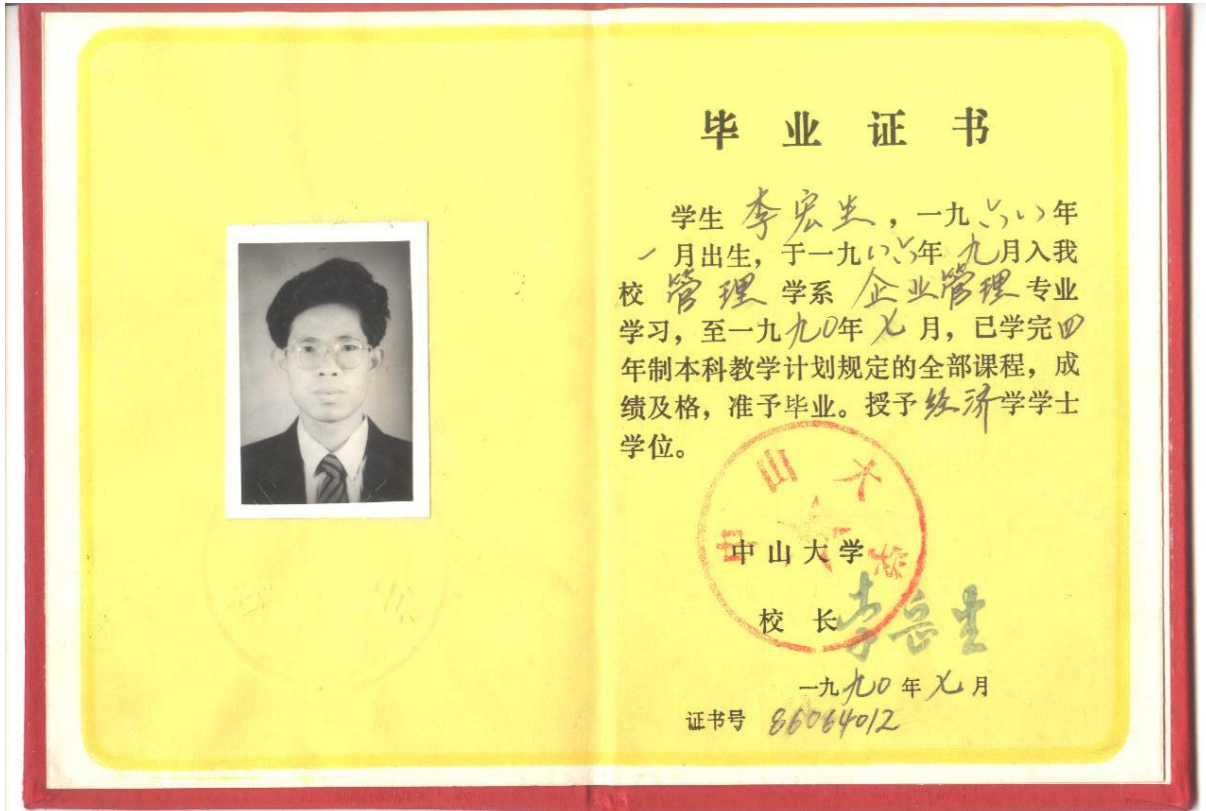 毕业证书
学生 李宏生,一九六八年
一月出生,于一九八六年九月入我
校 管理 学系 企业管理 专业
学习,至一九九0年七月,已学完四
年制本科教学计划规定的全部课程,成
绩及格,准予毕业。授予经济学学士
学位。
中山大学
中山大学
校长 李岳生
一九九0年七月
证书号 86064012